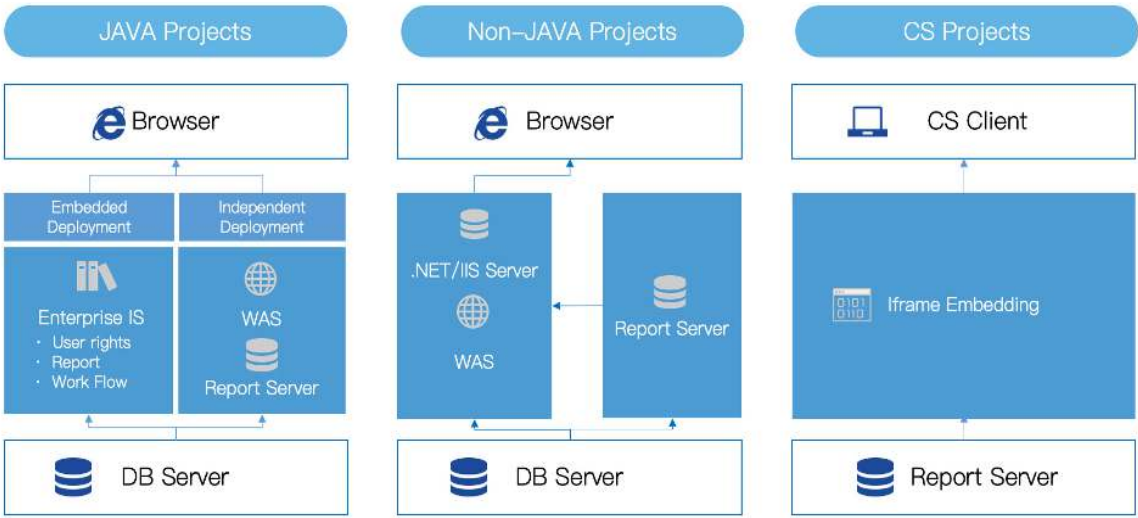 JAVA Projects
Browser
Embedded
Deployment
Independent
Deployment
Enterprise IS
· User rights
· Report
· Work Flow
WAS
Report Server
DB Server
Non-JAVA Projects
Browser
.NET/IIS Server
WAS
Report Server
DB Server
CS Projects
CS Client
0101
0110
Iframe Embedding
Report Server